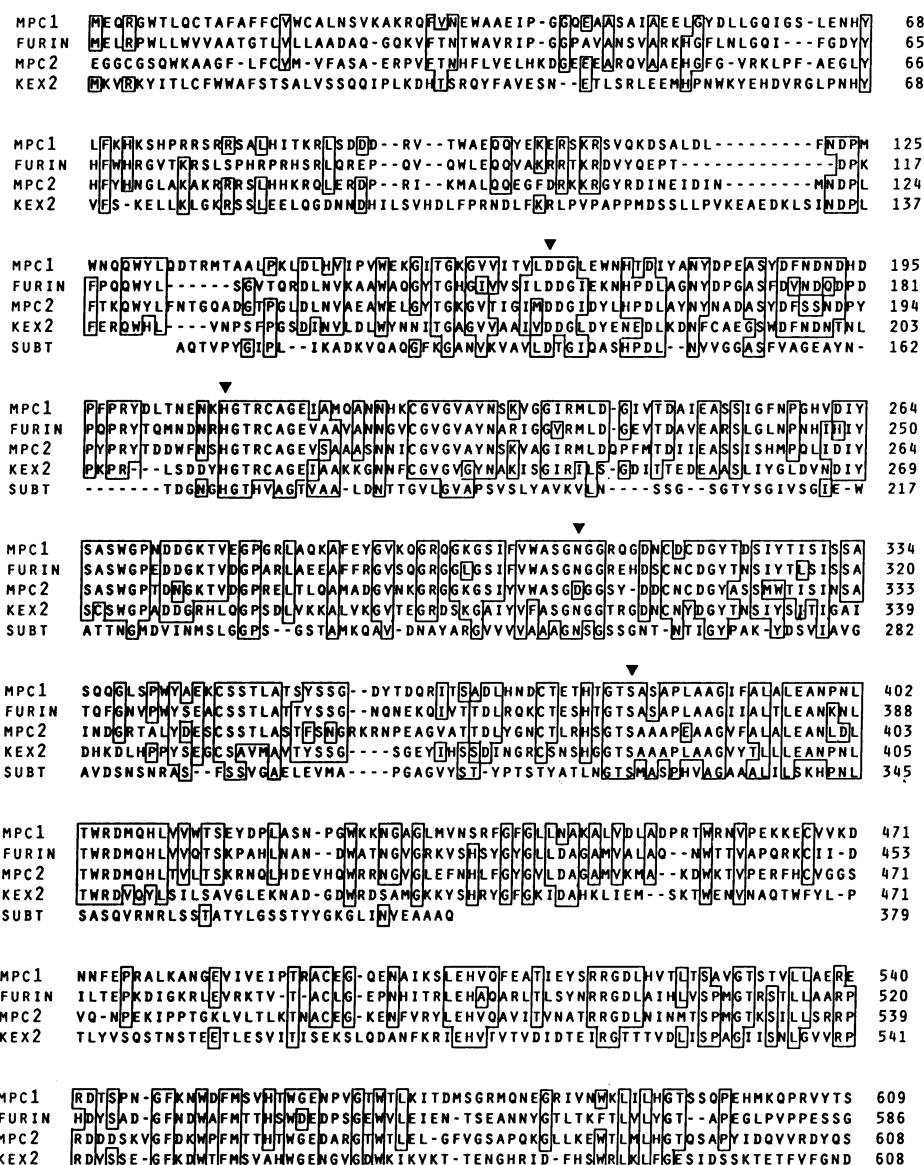 MPC1 MEQRGWTLQCTAFAFFCVWCALNSVKAKRQFVNEWAAEIP-GGQEAASAIAEELGYDLLGQIGS-LENHY 68
FURIN MELRPWLLWVVAATGTLVLLAADAQ-GQKVFTNTWAVRIP-GGPAVANSVARKHGFLNLGQI---FGDYY 65
MPC2 EGGCGSQWKAAGF-LFCVM-VFASA-ERPVFTNHFLVELHKDGEEEARQVAAEHGFG-VRKLPF-AEGLY 66
KEX2 MKVRKYITLCFWWAFSTSALVSSQQIPLKDHTSRQYFAVESN--ETLSRLEEMHPNWKYEHDVRGLPNHY 68
MPC1 LFKHKSHPRRSRRSALHITKRLSDDD--RV-TWAEQQYEKERSKRSVQKDSALDL-------FNDPM 125
FURIN HFWHRGVTKRSLSPHRPRHSRLQREP--QV-QWLEQQVAKRRTKRDVYQEPT------------DPK 117
MPC2 HFYHNGLAKAKRRRSLHHKRQLERDP--RI--KMALQQEGFDRKKRGYRDINEIDIN-------MNDPL 124
KEX2 VFS-KELLKLGKRSSLEELQGDNNDHILSVHDLFPRNDLFKRLPVPAPPMDSSLLPVKEAEDKLSINDPL 137
MPC1 WNQQWYLQDTRMTAALPKLDLHVIPVWEKGITGKGVVITVLDDGLEWNHTDIYANYDPEASYDFNDNDHD 195
FURIN FPQQWYL----SGVTQRDLNVKAAWAQGYTGHGIVVSILDDGIEKNHPDLAGNYDPGASFDVNDQDPD 181
MPC2 FTKQWYLFNTGQADGTPGLDLNVAEAWELGYTGKGVTIGIMDDGIDYLHPDLAYNYNADASYDFSSNDPY 194
KEX2 FERQWHL---VNPSFPGSDINVLDLWYNNITGAGVVAAIVDDGLDYENEDLKDNFCAEGSWDFNDNTNL 203
SUBT AQTVPYGIPL--IKADKVQAQGFKGANVKVAVLDTGIQASHPDL--NVVGGASFVAGEAYN- 162
MPC1 PFPRYDLTNENKHGTRCAGEIAMQANNHKCGVGVAYNSKVGGIRMLD-GIVTDAIEASSIGFNPGHVDIY 264
FURIN PQPRYTQMNDNRHGTRCAGEVAAVANNGVCGVGVAYNARIGGVRMLD-GEVTDAVEARSLGLNPNHIHIY 250
MPC2 PYPRYTDDWFNSHGTRCAGEVSAAASNNICGVGVAYNSKVAGIRMLDQPFMTDIIEASSISHMPQLIDIY 264
KEX2 PKPR---LSDDYHGTRCAGEIAAKKGNNFCGVGVGYNAKISGIRILS-GDITTEDEAASLIYGLDVNDIY 269
SUBT -------TDGNGHGTHVAGTVAA-LDNTTGVLGVAPSVSLYAVKVLN---SSG--SGTYSGIVSGIE-W 217
MPC1 SASWGPNDDGKTVEGPGRLAQKAFEYGVKQGRQGKGSIFVWASGNGGRQGDNCDCDGYTDSIYTISISSA 334
FURIN SASWGPEDDGKTVDGPARLAEEAFFRGVSQGRGGLGSIFVWASGNGGREHDSCNCDGYTNSIYTLSISSA 320
MPC2 SASWGPTDNGKTVDGPRELTLQAMADGVNKGRGGKGSIYVWASGDGGSY-DDCNCDGYASSMWTISINSA 333
KEX2 SCSWGPADDGRHLQGPSDLVKKALVKGVTEGRDSKGAIYVFASGNGGTRGDNCNYDGYTNSIYSITIGAI 339
SUBT ATTNGMDVINMSLGGPS--GSTAMKQAV-DNAYARGVVVVAAAGNSGSSGNT-NTIGYPAK-YDSVIAVG 282
MPC1 SQQGLSPWYAEKCSSTLATSYSSG--DYTDQRITSADLHNDCTETHTGTSASAPLAAGIFALALEANPNL 402
FURIN TQFGNVPWYSEACSSTLATTYSSG--NQNEKQIVTTDLRQKCTESHTGTSASAPLAAGIIALTLEANKNL 388
MPC2 INDGRTALYDESCSSTLASTFSNGRKRNPEAGVATTDLYGNCTLRHSGTSAAAPEAAGVFALALEANLDL 403
KEX2 DHKDLHPPYSEGCSAVMAVTYSSG---SGEYIHSSDINGRCSNSHGGTSAAAPLAAGVYTLLLEANPNL 405
SUBT AVDSNSNRAS--FSSVGAELEVMA----PGAGVYST-YPTSTYATLNGTSMASPHVAGAAALILSKHPNL 345
MPC1 TWRDMQHLVVWTSEYDPLASN-PGWKKNGAGLMVNSRFGFGLLNAKALVDLADPRTWRNVPEKKECVVKD 471
FURIN TWRDMQHLVVQTSKPAHLNAN--DWATNGVGRKVSHSYGYGLLDAGAMVALAQ--NWTTVAPQRKCII-D 453
MPC2 TWRDMQHLTVLTSKRNQLHDEVHQWRRNGVGLEFNHLFGYGVLDAGAMVKMA--KDWKTVPERFHCVGGS 471
KEX2 TWRDVQYLSILSAVGLEKNAD-GDWRDSAMGKKYSHRYGFGKIDAHKLIEM--SKTWENVNAQTWFYLP 471
SUBT SASQVRNRLSSTATYLGSSTYYGKGLINVEAAAQ 379
MPC1 NNFEPRALKANGEVIVEIPTRACEG-QENAIKSLEHVQFEATIEYSRRGDLHVTLTSAVGTSTVLLAERE 540
FURIN ILTEPKDIGKRLEVRKTV-T-ACLG-EPNHITRLEHAQARLTLSYNRRGDLAIHLVSPMGTRSTLLAARP 520
MPC2 VQ-NPEKIPPTGKLVLTLKTNACEG-KENFVRYLEHVQAVITVNATRRGDLNINMTSPMGTKSILLSRRP 539
KEX2 TLYVSQSTNSTEETLESVITISEKSLQDANFKRIEHVTVTVDIDTEIRGTTTVDLISPAGIISNLGVVRP 541
MPC1 RDTSPN-GFKNWDFMSVHTWGENPVGTWTLKITDMSGRMQNEGRIVNWKLILHGTSSQPEHMKQPRVYTS 609
FURIN HDYSAD-GFNDWAFMTTHSWDEDPSGEWVLEIEN-TSEANNYGTLTKFTLVLYGT--APEGLPVPPESSG 586
MPC2 RDDDSKVGFDKWPFMTTHTWGEDARGTWTLEL-GFVGSAPQKGLLKEWTLMLHGTQSAPYIDQVVRDYQS 608
KEX2 RDVSSE-GFKDWTFMSVAHWGENGVGDWKIKVKT-TENGHRID-FHSWRLKLFGESIDSSKTETFVFGND 608